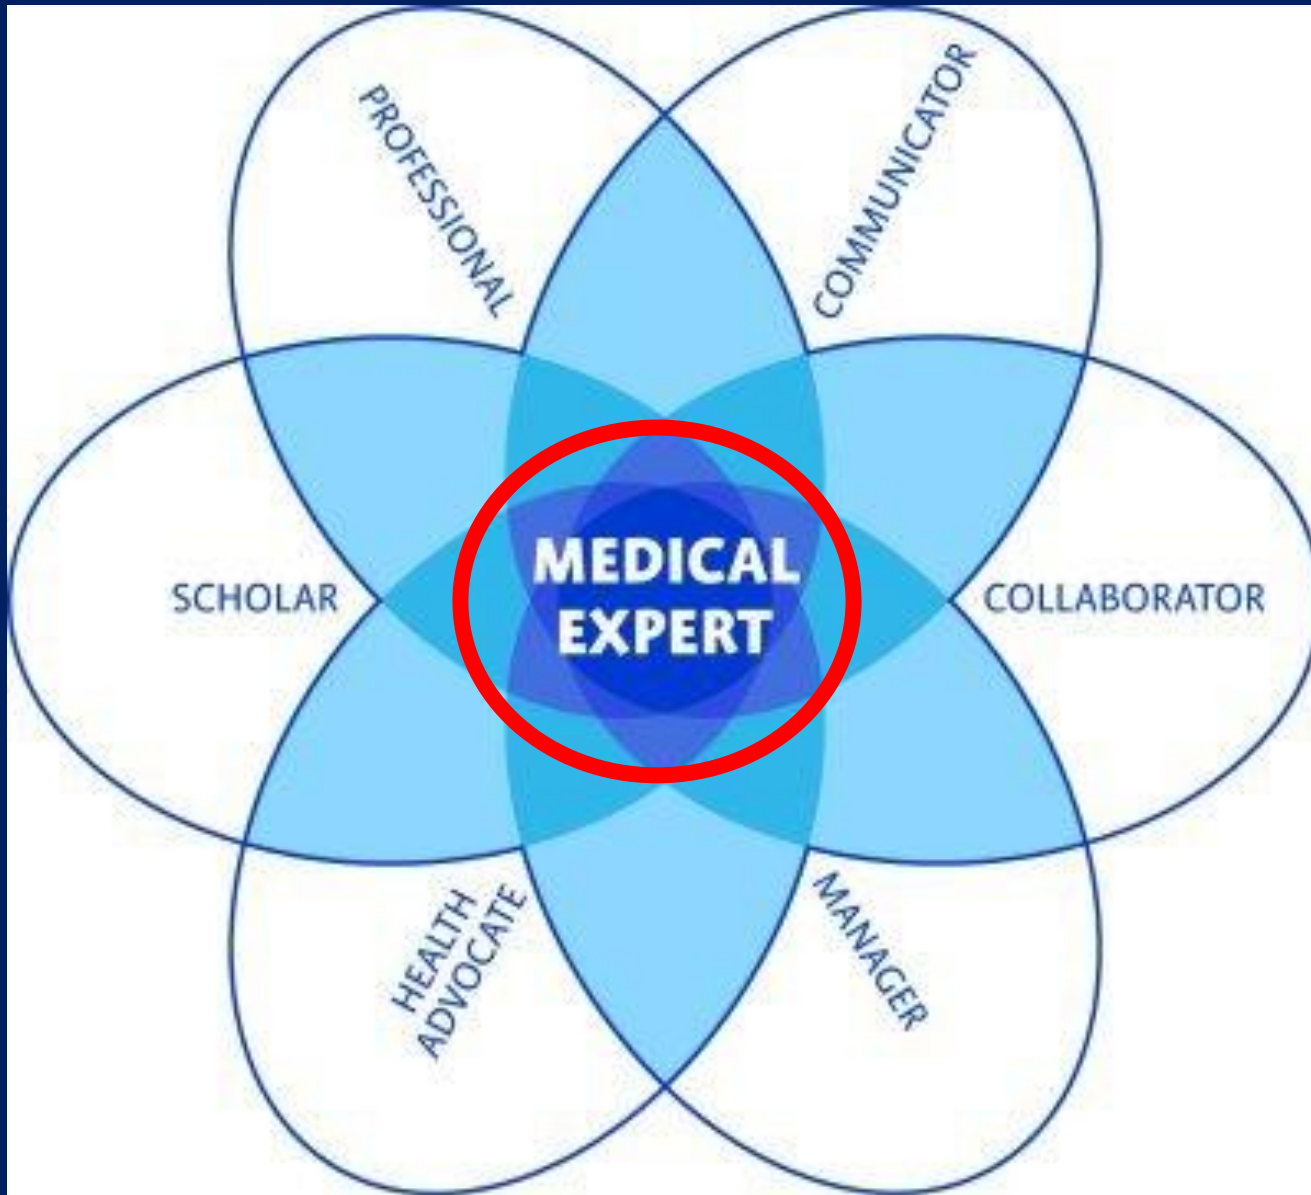 PROFESSIONAL
COMMUNICATOR
SCHOLAR
MEDICAL
EXPERT
COLLABORATOR
HEALTH
ADVOCATE
MANAGER